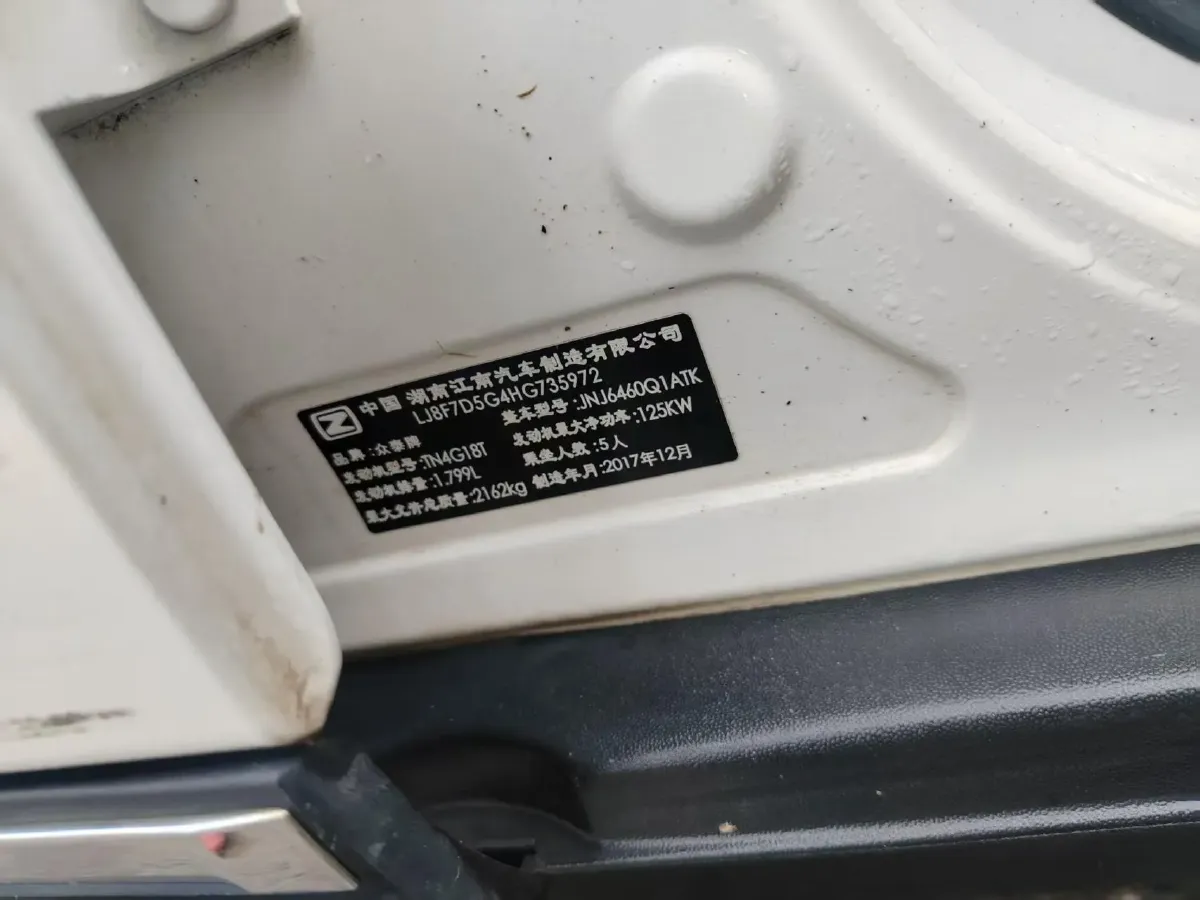 中国 湖南江南汽车制造有限公司
LJ8F7D5G4HG735972
品牌:众泰牌 整车型号:JNJ6460Q1ATK
发动机型号:TN4G18T 发动机最大净功率:125KW
发动机排量:1.799L 乘坐人数:5人
最大允许总质量:2162kg 制造年月:2017年12月